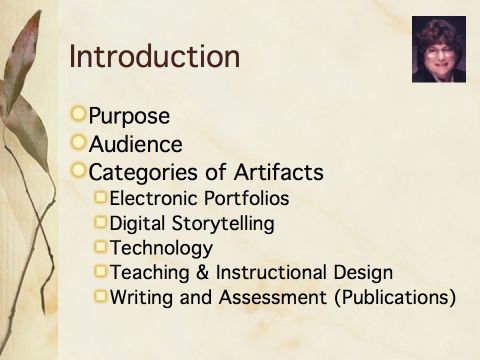 Introduction
Purpose
Audience
Categories of Artifacts
Electronic Portfolios
Digital Storytelling
Technology
Teaching & Instructional Design
Writing and Assessment (Publications)